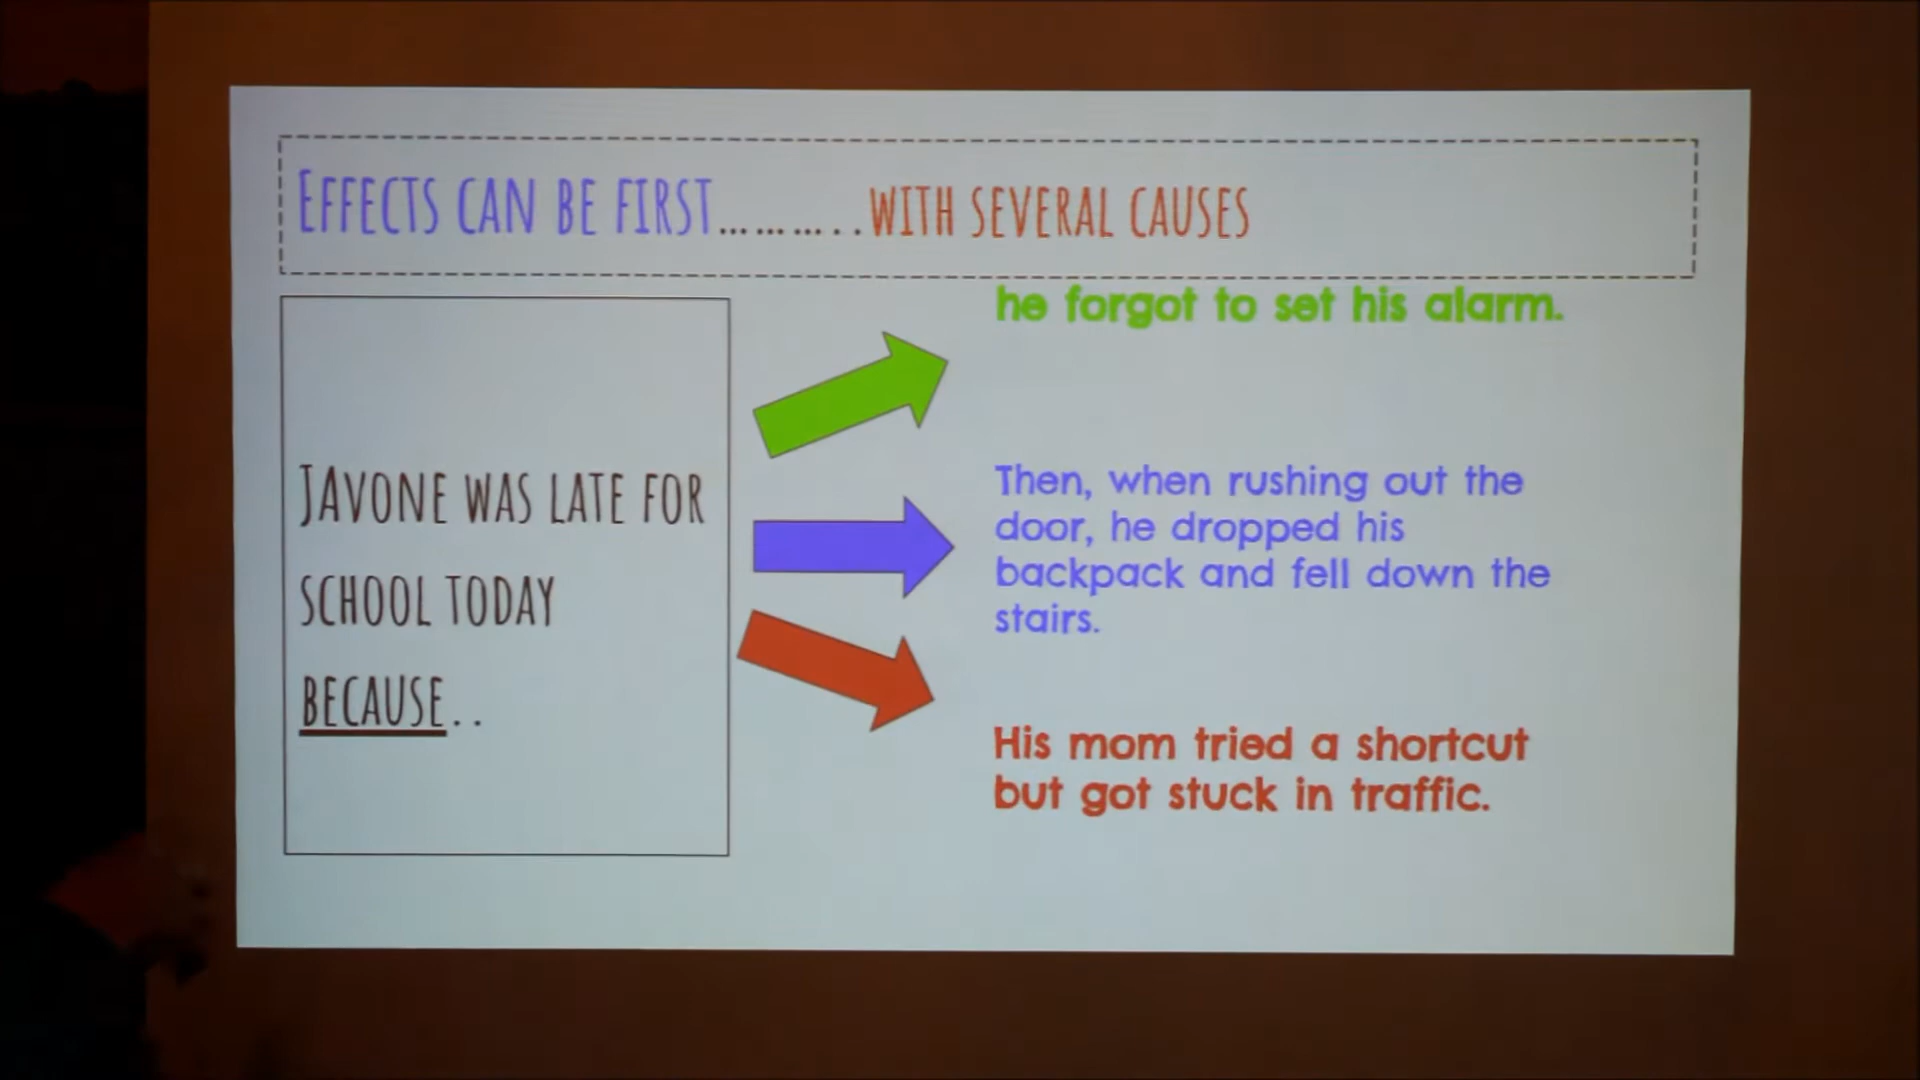 EFFECTS CAN BE FIRST………..WITH SEVERAL CAUSES
JAVONE WAS LATE FOR
SCHOOL TODAY
BECAUSE..
he forgot to set his alarm.
Then, when rushing out the
door, he dropped his
backpack and fell down the
stairs.
His mom tried a shortcut
but got stuck in traffic.